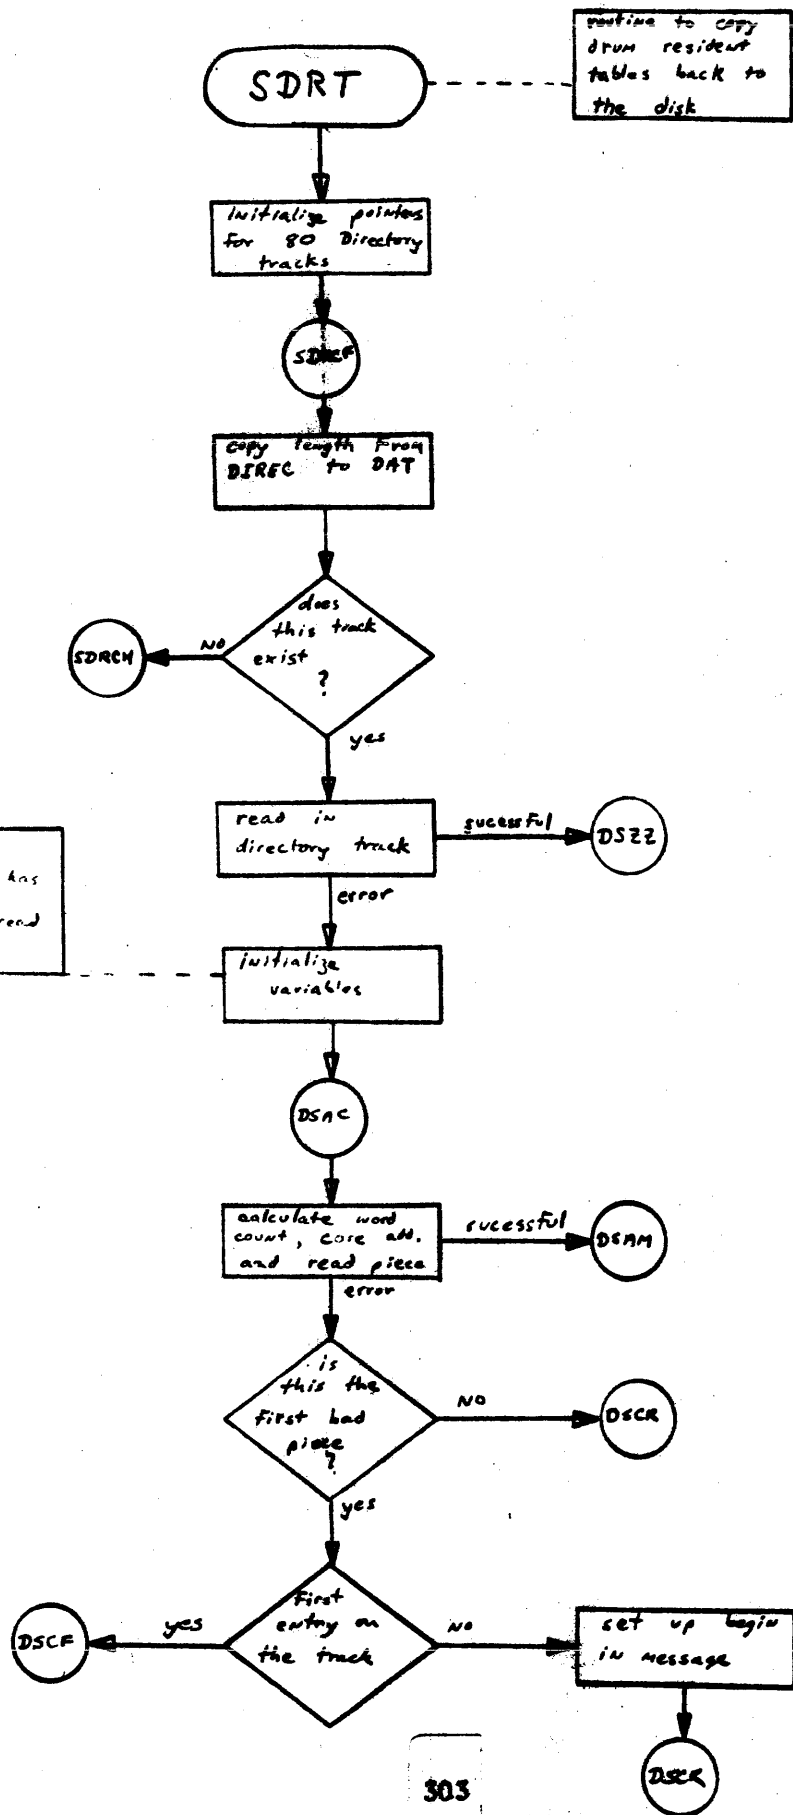 SDRT
routine to copy
drum resident
tables back to
the disk
initialize pointers
for 80 Directory
tracks
copy length from
DIREC to DAT
does
this track
exist
?
NO
SDRCH
yes
read in
directory track
sucessful
DSZZ
error
has
read
initialize
variables
DSAC
calculate word
count, core add.
and read piece
sucessful
DSAM
error
is
this the
first bad
piece
?
NO
DSCR
yes
first
entry on
the track
yes
DSCF
NO
set up begin
in message
DSCR
303